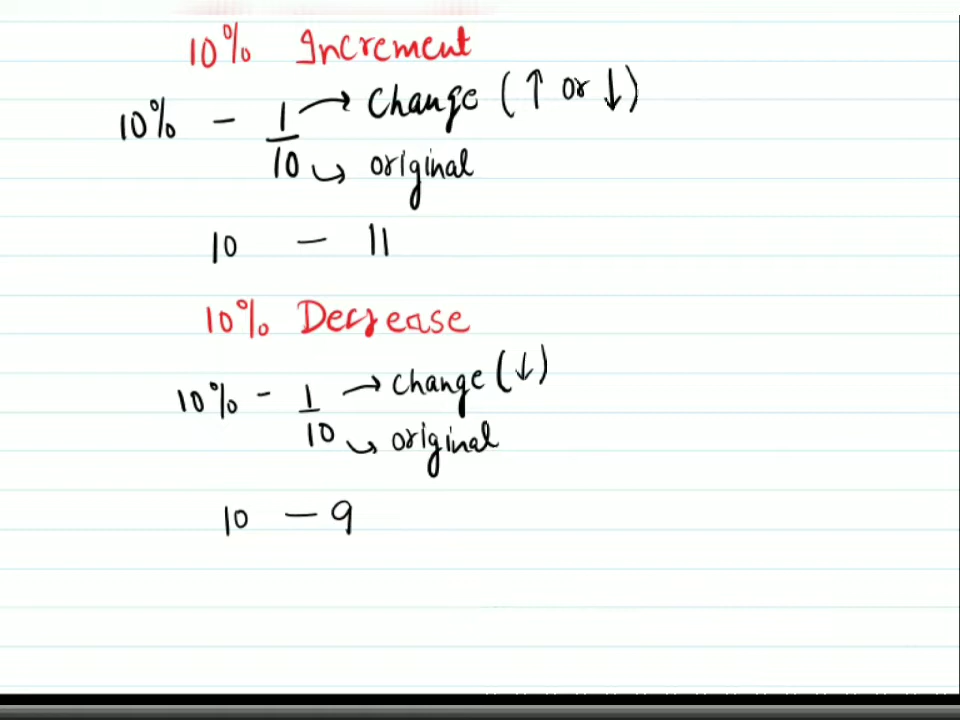 10% Increment
10% - 1/10 → Change (↑ or ↓)
↳ original
10 - 11
10% Decrease
10% - 1/10 → change (↓)
↳ original
10 - 9